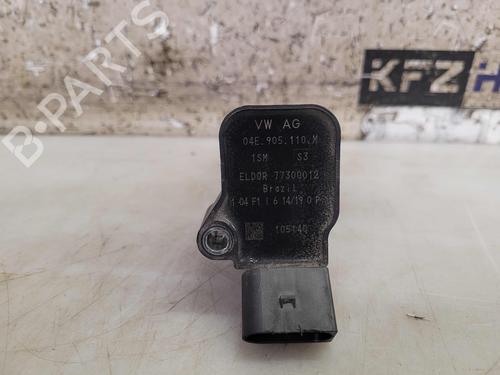 B-PARTS
KFZ
VW AG
04E.905.110.M
1SM S3
ELDOR 77300012
Brazil
1 04 F1 1 6 14/19 0 P
105140